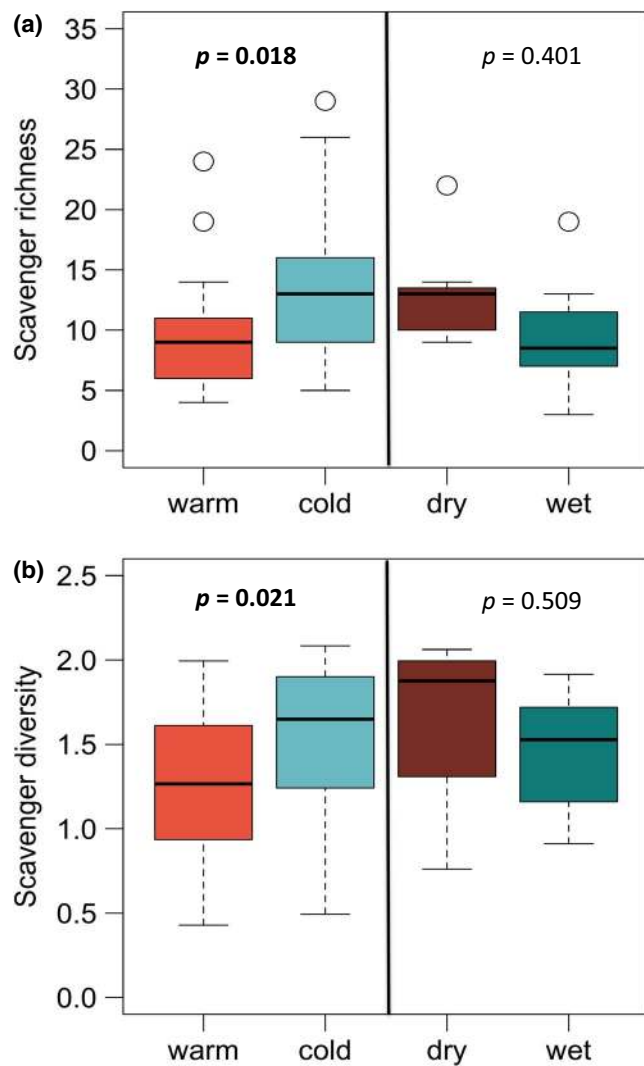 (a)
Scavenger richness
35
30
25
20
15
10
5
0
p = 0.018
p = 0.401
warm cold dry wet
(b)
Scavenger diversity
2.5
2.0
1.5
1.0
0.5
0.0
p = 0.021
p = 0.509
warm cold dry wet